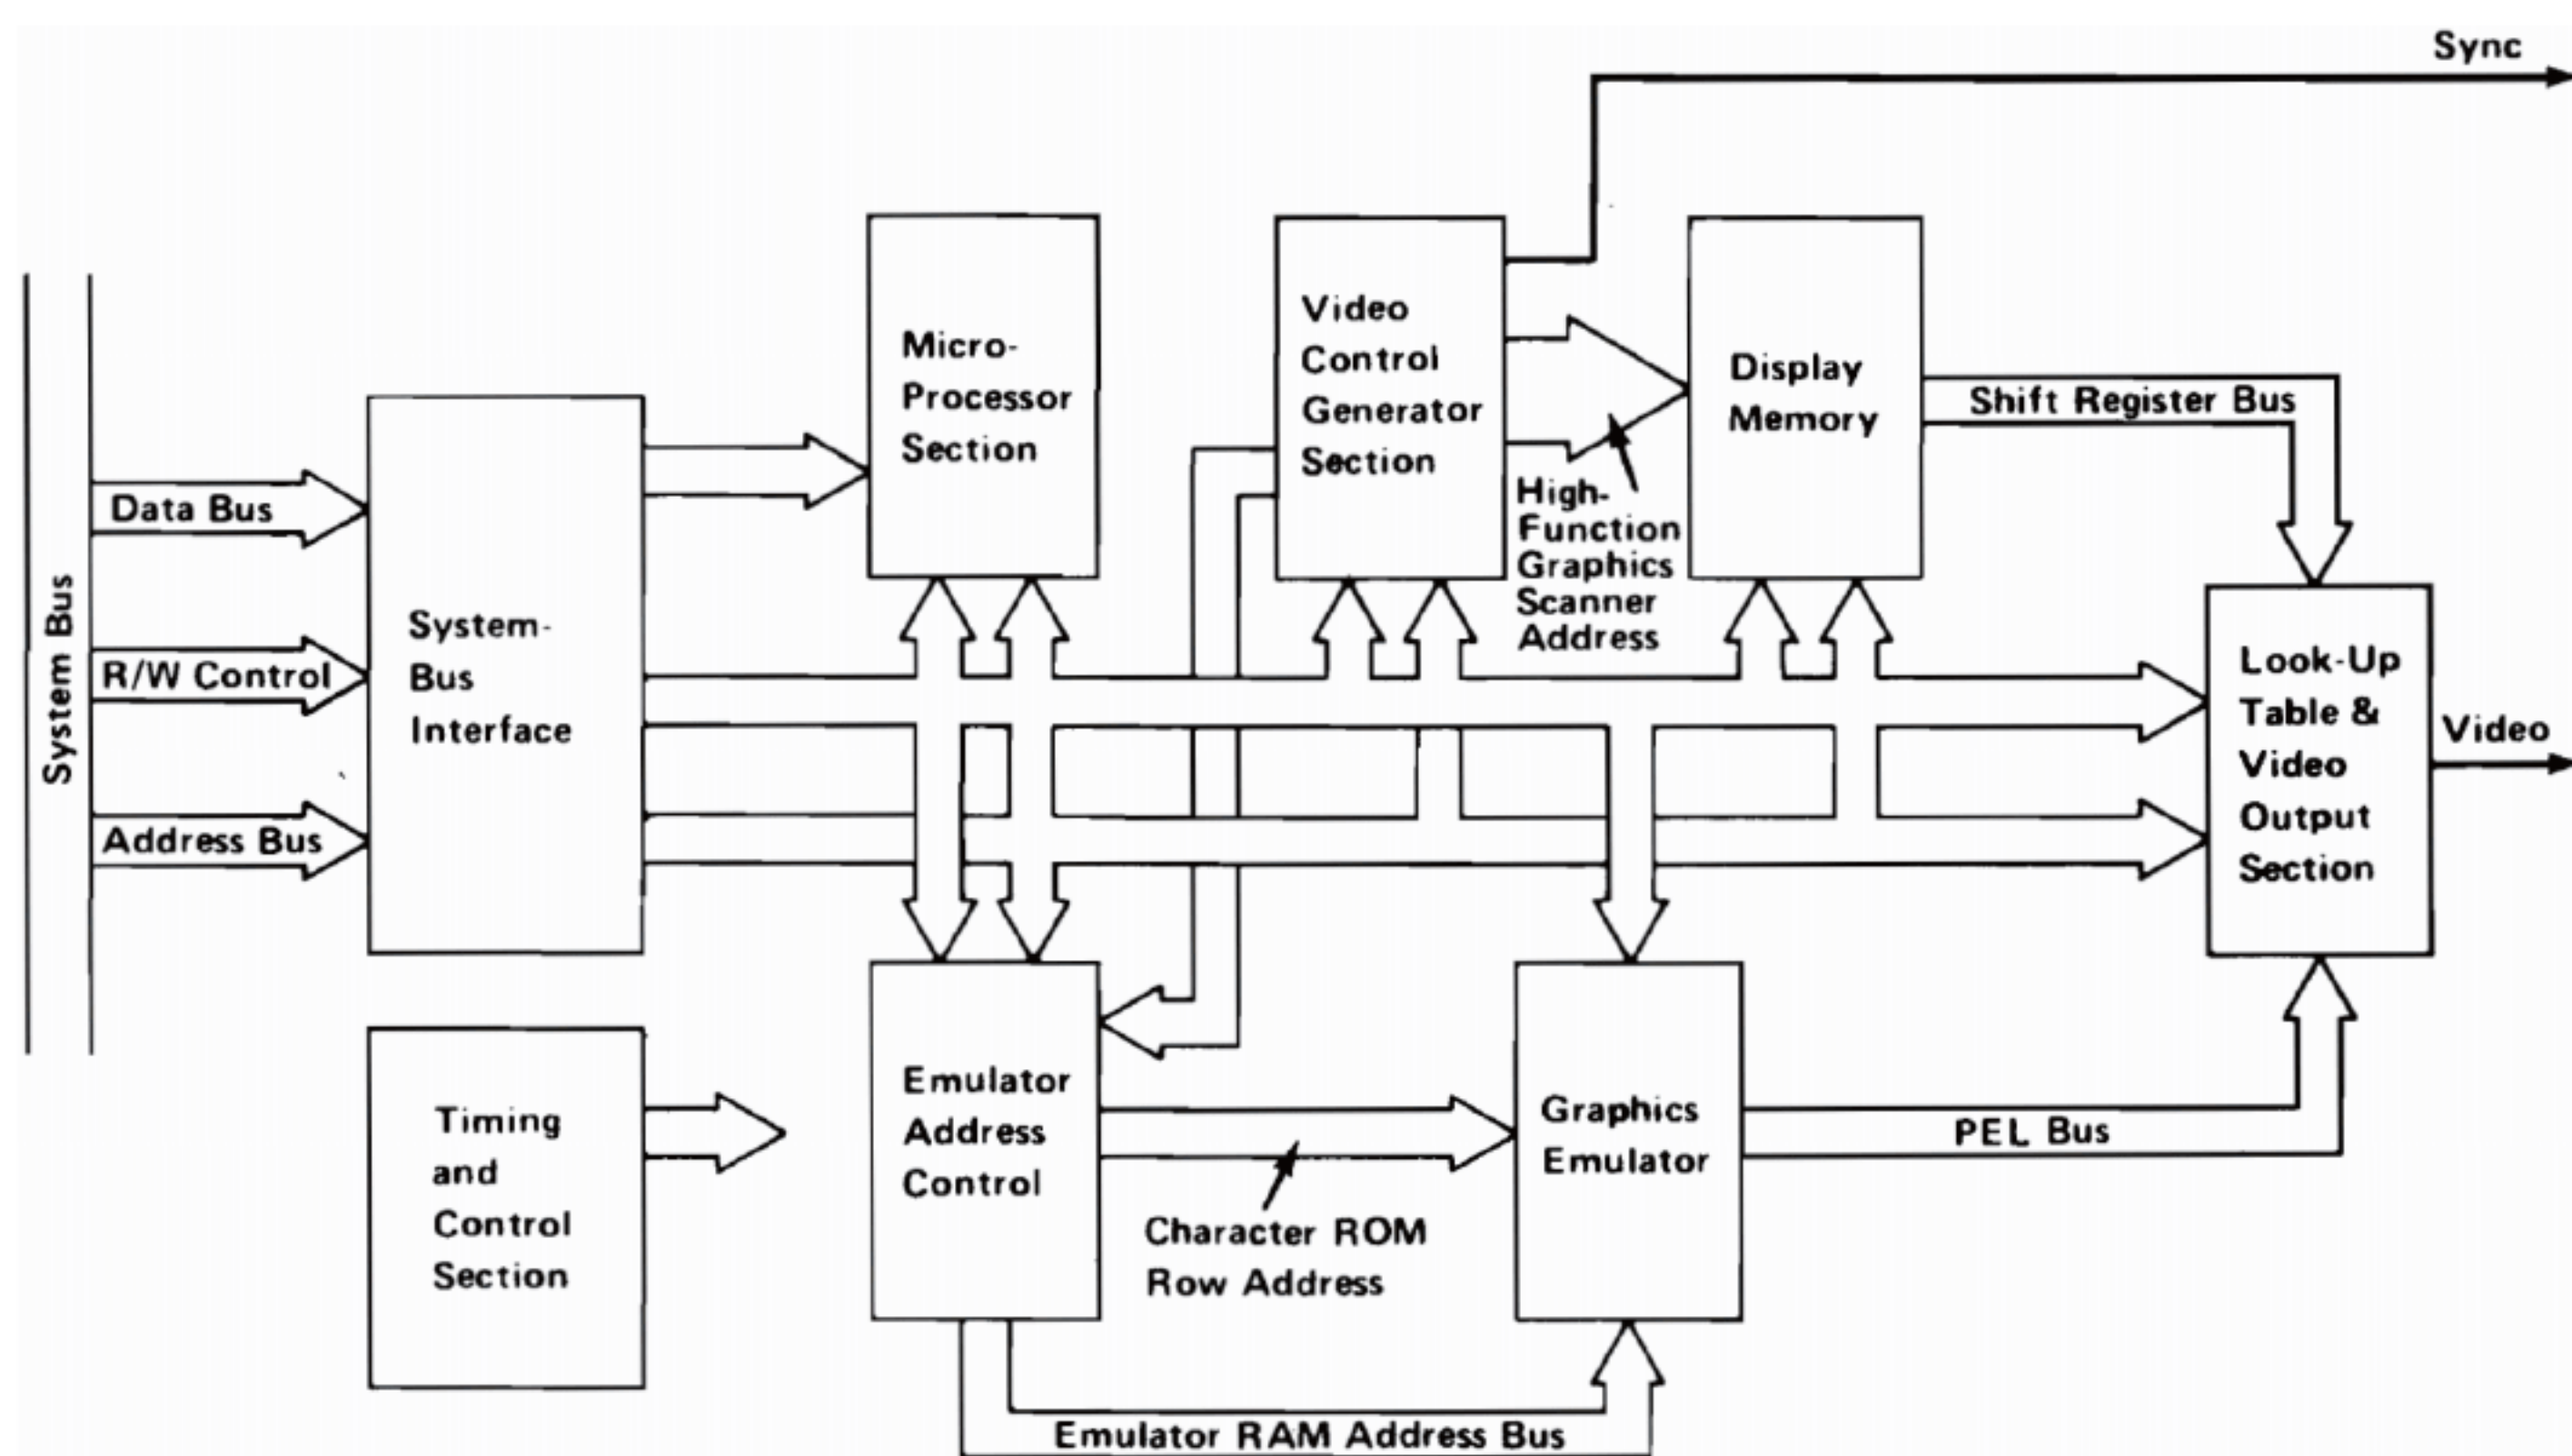 Sync
System Bus
Data Bus
R/W Control
Address Bus
System-
Bus
Interface
Micro-
Processor
Section
Video
Control
Generator
Section
High-
Function
Graphics
Scanner
Address
Display
Memory
Shift Register Bus
Look-Up
Table &
Video
Output
Section
Video
Timing
and
Control
Section
Emulator
Address
Control
Character ROM
Row Address
Graphics
Emulator
PEL Bus
Emulator RAM Address Bus